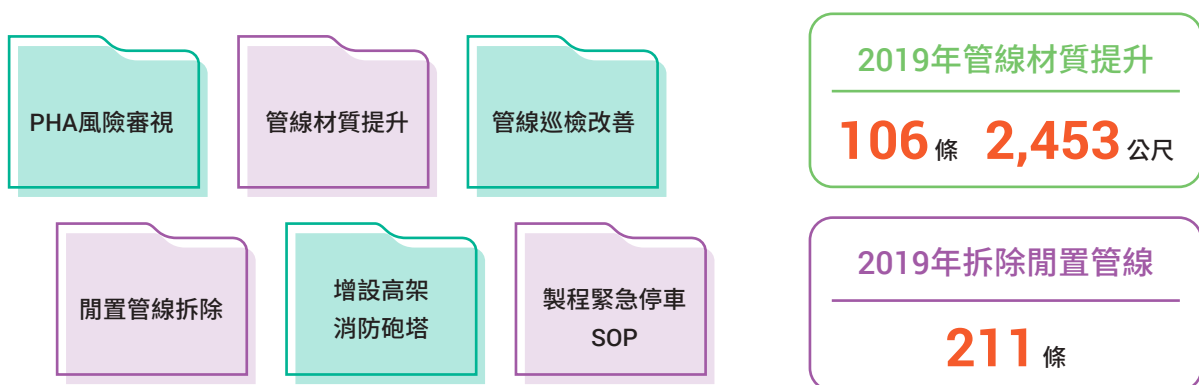 PHA風險審視
管線材質提升
管線巡檢改善
閒置管線拆除
增設高架
消防砲塔
製程緊急停車
SOP
2019年管線材質提升
106 條 2,453 公尺
2019年拆除閒置管線
211 條